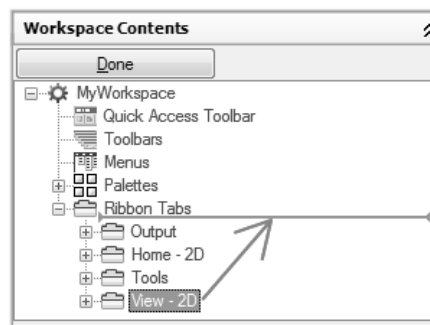 Workspace Contents
Done
MyWorkspace
Quick Access Toolbar
Toolbars
Menus
Palettes
Ribbon Tabs
Output
Home - 2D
Tools
View - 2D